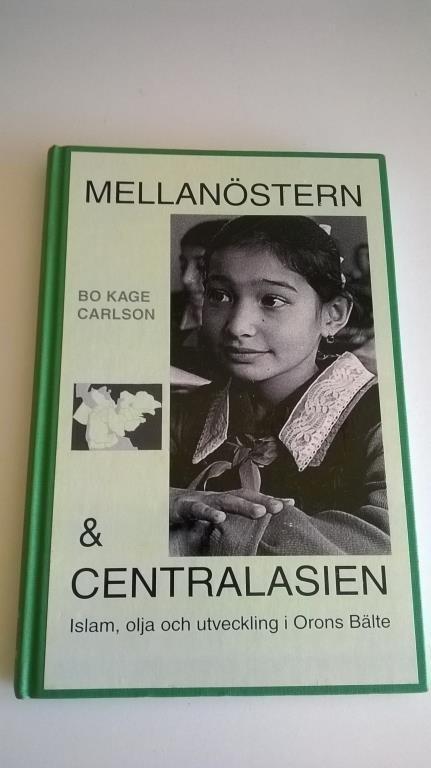 MELLANÖSTERN
BO KAGE
CARLSON
&
CENTRALASIEN
Islam, olja och utveckling i Orons Bälte